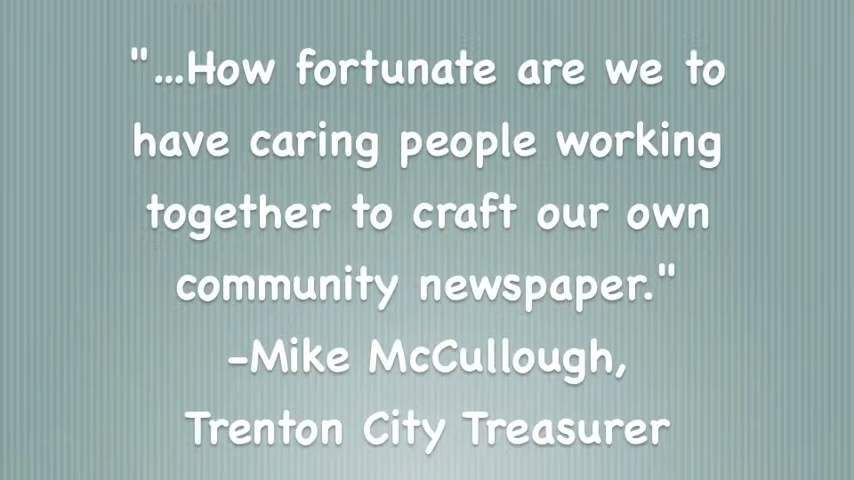 "...How fortunate are we to
have caring people working
together to craft our own
community newspaper."
-Mike McCullough,
Trenton City Treasurer